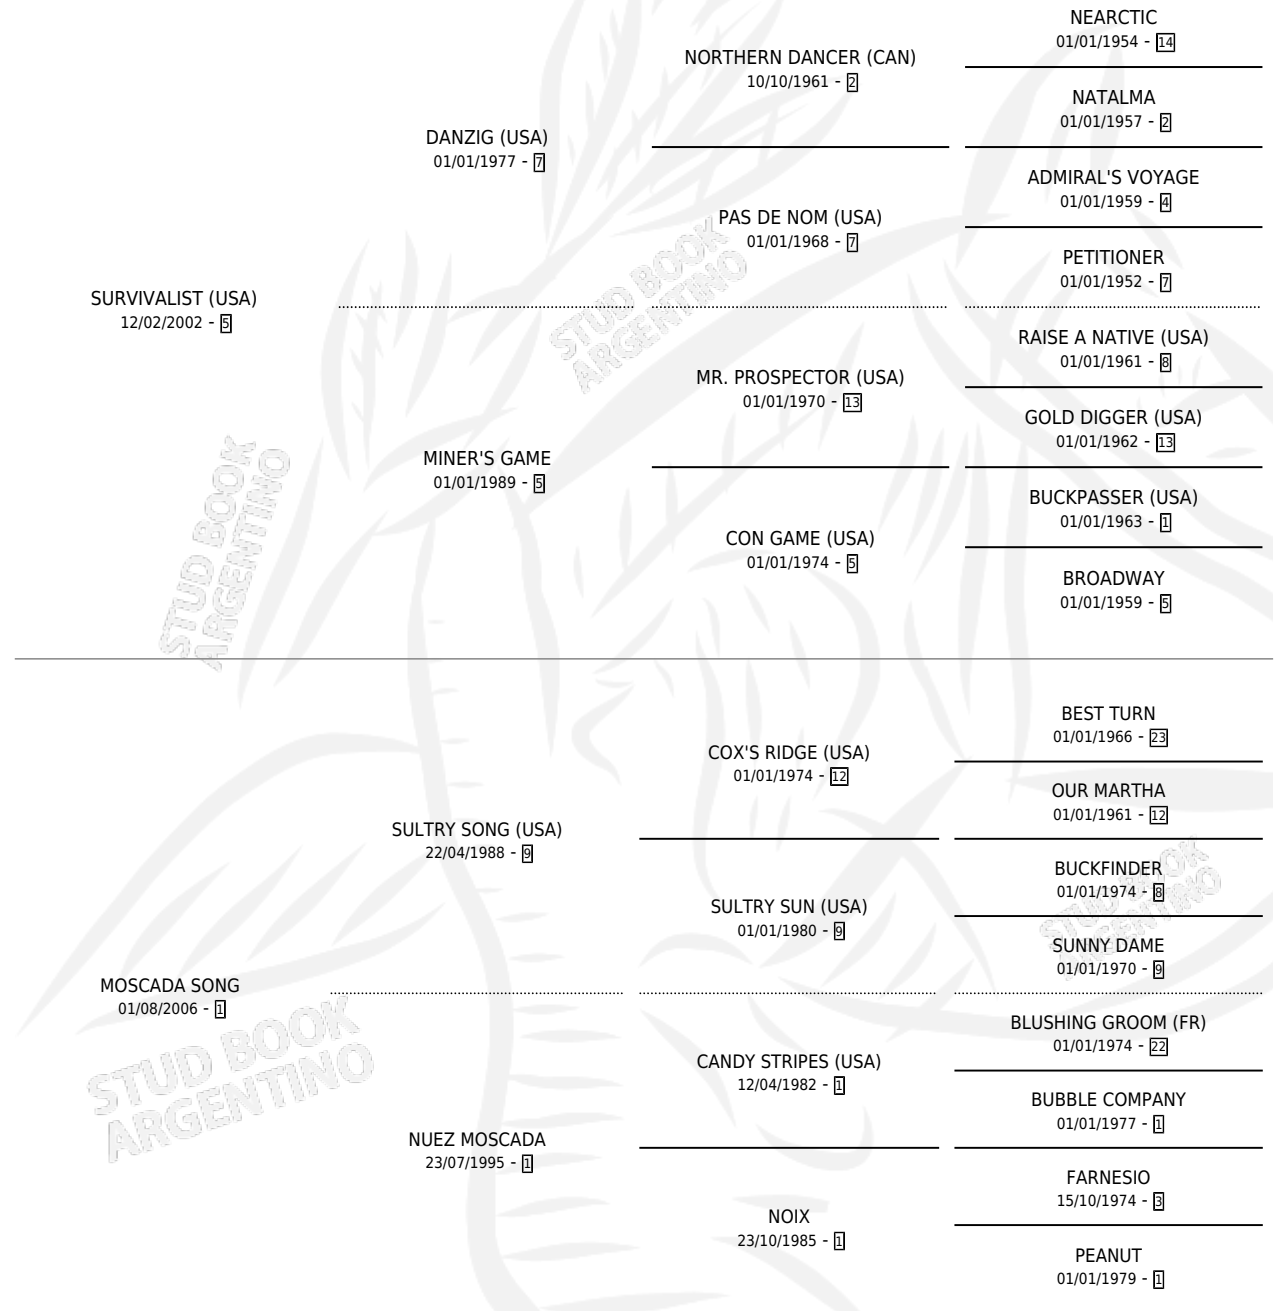 NEARCTIC
01/01/1954 - 14
NORTHERN DANCER (CAN)
10/10/1961 - 2
NATALMA
01/01/1957 - 2
DANZIG (USA)
01/01/1977 - 7
ADMIRAL'S VOYAGE
01/01/1959 - 4
PAS DE NOM (USA)
01/01/1968 - 7
PETITIONER
01/01/1952 - 7
SURVIVALIST (USA)
12/02/2002 - 5
STUD BOOK
ARGENTINO
RAISE A NATIVE (USA)
01/01/1961 - 8
MR. PROSPECTOR (USA)
01/01/1970 - 13
GOLD DIGGER (USA)
01/01/1962 - 13
MINER'S GAME
01/01/1989 - 5
BUCKPASSER (USA)
01/01/1963 - 1
CON GAME (USA)
01/01/1974 - 5
BROADWAY
01/01/1959 - 5
STUD BOOK
ARGENTINO
BEST TURN
01/01/1966 - 23
COX'S RIDGE (USA)
01/01/1974 - 12
OUR MARTHA
01/01/1961 - 12
SULTRY SONG (USA)
22/04/1988 - 9
BUCKFINDER
01/01/1974 - 8
SULTRY SUN (USA)
01/01/1980 - 9
STUD BOOK
ARGENTINO
SUNNY DAME
01/01/1970 - 9
MOSCADA SONG
01/08/2006 - 1
BLUSHING GROOM (FR)
01/01/1974 - 22
CANDY STRIPES (USA)
12/04/1982 - 1
BUBBLE COMPANY
01/01/1977 - 1
STUD BOOK
ARGENTINO
NUEZ MOSCADA
23/07/1995 - 1
FARNESIO
15/10/1974 - 3
NOIX
23/10/1985 - 1
PEANUT
01/01/1979 - 1